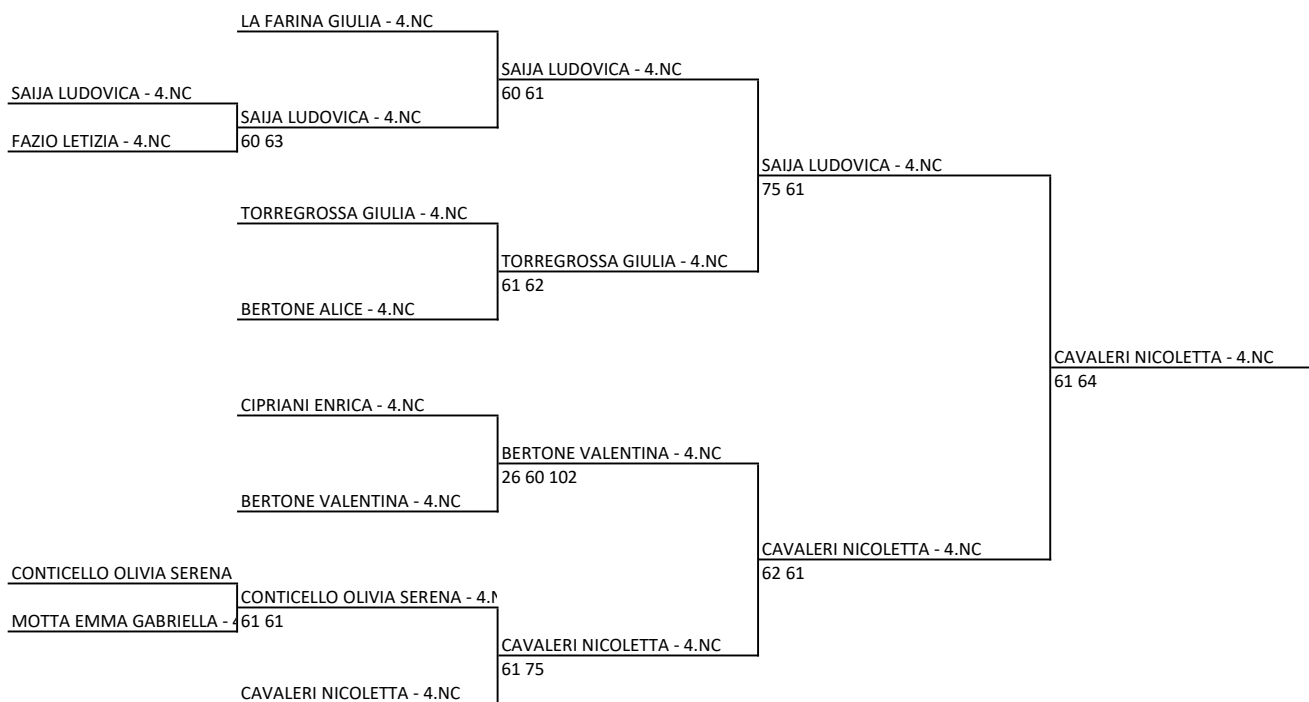 LA FARINA GIULIA - 4.NC
SAIJA LUDOVICA - 4.NC
60 61
SAIJA LUDOVICA - 4.NC
SAIJA LUDOVICA - 4.NC
FAZIO LETIZIA - 4.NC
60 63
SAIJA LUDOVICA - 4.NC
75 61
TORREGROSSA GIULIA - 4.NC
TORREGROSSA GIULIA - 4.NC
61 62
BERTONE ALICE - 4.NC
CAVALERI NICOLETTA - 4.NC
61 64
CIPRIANI ENRICA - 4.NC
BERTONE VALENTINA - 4.NC
26 60 102
BERTONE VALENTINA - 4.NC
CAVALERI NICOLETTA - 4.NC
62 61
CONTICELLO OLIVIA SERENA
CONTICELLO OLIVIA SERENA - 4.N
MOTTA EMMA GABRIELLA - 4
61 61
CAVALERI NICOLETTA - 4.NC
61 75
CAVALERI NICOLETTA - 4.NC